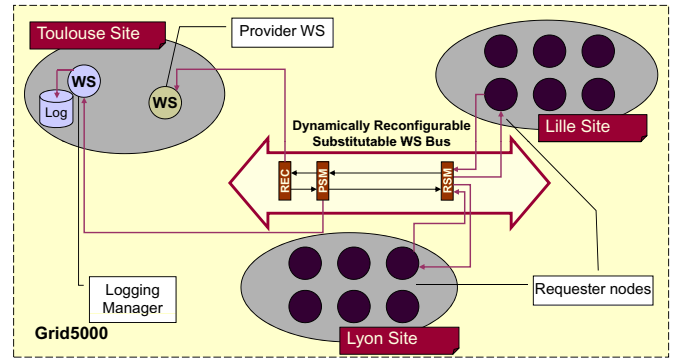 Toulouse Site
Provider WS
WS
Log
WS
Lille Site
Dynamically Reconfigurable
Substitutable WS Bus
REC
PSM
RSM
Logging
Manager
Requester nodes
Grid5000
Lyon Site